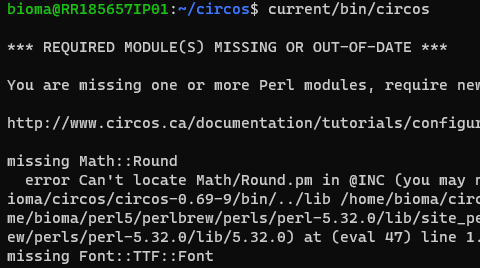 bioma@RR185657IP01:~/circos$ current/bin/circos
*** REQUIRED MODULE(S) MISSING OR OUT-OF-DATE ***
You are missing one or more Perl modules, require new
http://www.circos.ca/documentation/tutorials/configur
missing Math::Round
error Can't locate Math/Round.pm in @INC (you may n
ioma/circos/circos-0.69-9/bin/../lib /home/bioma/circ
me/bioma/perl5/perlbrew/perls/perl-5.32.0/lib/site_pe
ew/perls/perl-5.32.0/lib/5.32.0) at (eval 47) line 1.
missing Font::TTF::Font